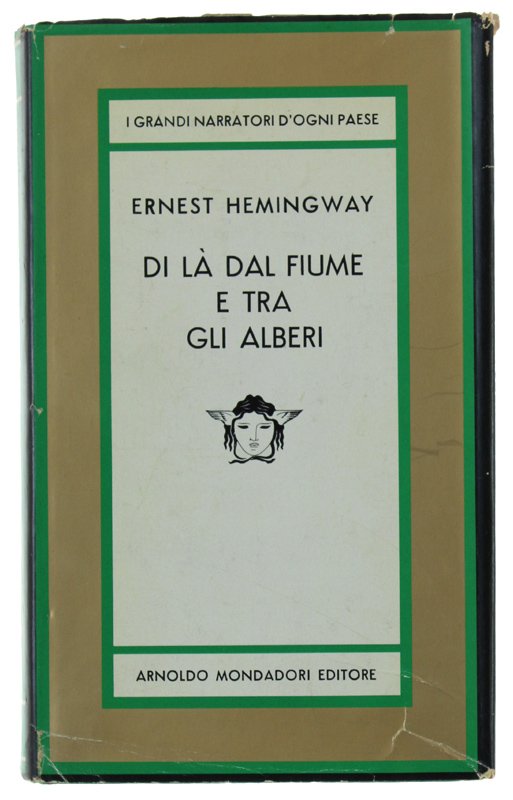 I GRANDI NARRATORI D'OGNI PAESE
ERNEST HEMINGWAY
DI LÀ DAL FIUME
E TRA
GLI ALBERI
ARNOLDO MONDADORI EDITORE